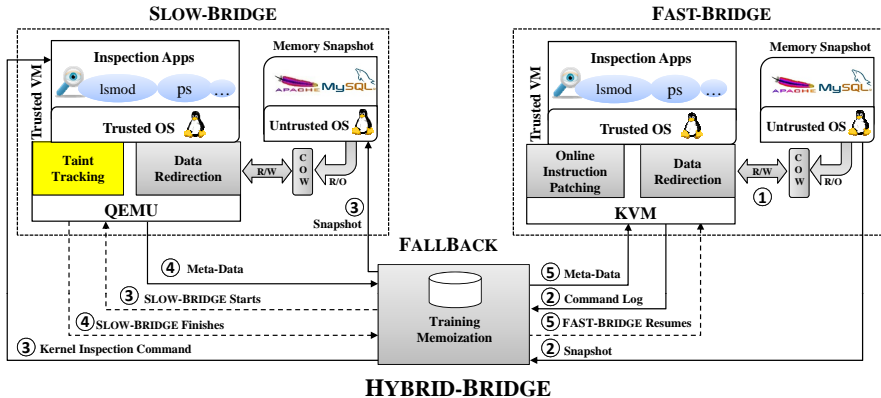 SLOW-BRIDGE
Trusted VM
Inspection Apps
lsmod
ps
...
Trusted OS
Taint
Tracking
Data
Redirection
QEMU
Memory Snapshot
APACHE
MySQL
Untrusted OS
R/W
COW
R/O
3
Snapshot
FAST-BRIDGE
Trusted VM
Inspection Apps
lsmod
ps
...
Trusted OS
Online
Instruction
Patching
Data
Redirection
KVM
Memory Snapshot
APACHE
MySQL
Untrusted OS
R/W
COW
R/O
1
FALLBACK
4 Meta-Data
3 SLOW-BRIDGE Starts
4 SLOW-BRIDGE Finishes
3 Kernel Inspection Command
Training
Memoization
5 Meta-Data
2 Command Log
5 FAST-BRIDGE Resumes
2 Snapshot
HYBRID-BRIDGE